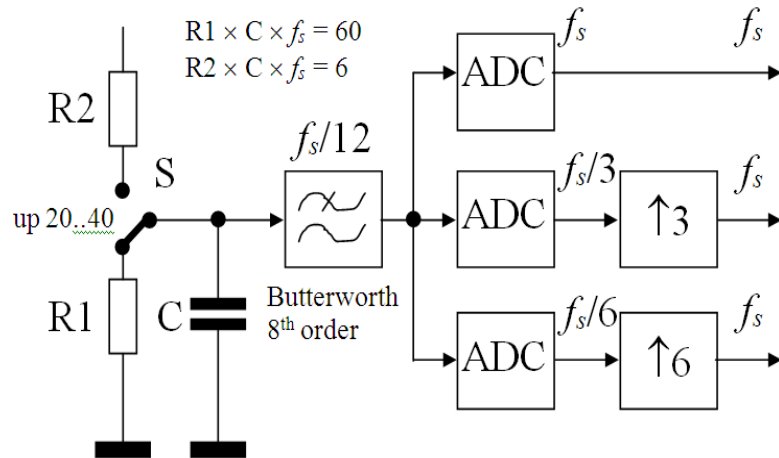 R1 × C × fs = 60
R2 × C × fs = 6
R2
S
up 20..40
R1
C
fs/12
Butterworth
8th order
ADC
fs
fs
ADC
fs/3
↑3
fs
ADC
fs/6
↑6
fs